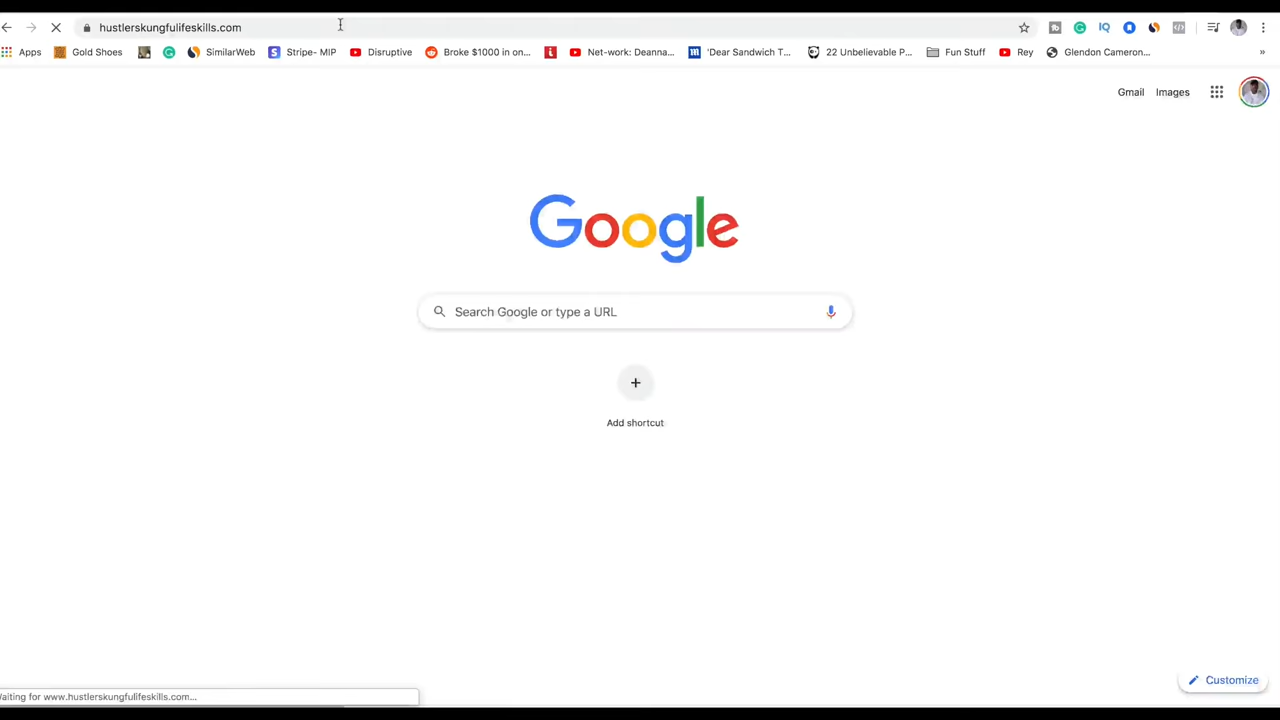 hustlerskungfulifeskills.com
Apps Gold Shoes SimilarWeb Stripe- MIP Disruptive Broke $1000 in on... Net-work: Deanna... 'Dear Sandwich T... 22 Unbelievable P... Fun Stuff Rey Glendon Cameron... »
Gmail Images
Google
Search Google or type a URL
Add shortcut
Customize
aiting for www.hustlerskungfulifeskills.com...